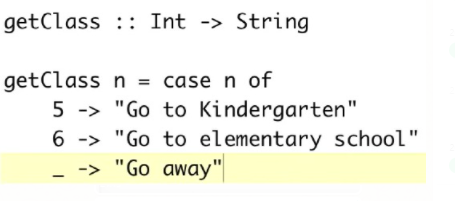 getClass :: Int -> String
getClass n = case n of
5 -> "Go to Kindergarten"
6 -> "Go to elementary school"
_ -> "Go away"